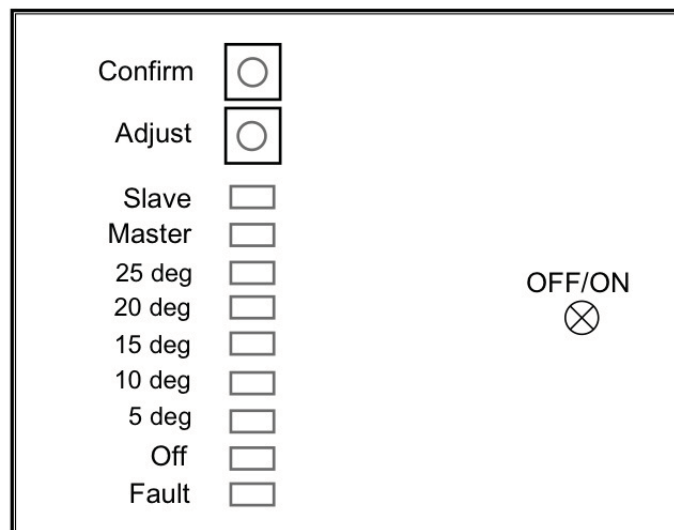 Confirm
Adjust
Slave
Master
25 deg
20 deg
15 deg
10 deg
5 deg
Off
Fault
OFF/ON